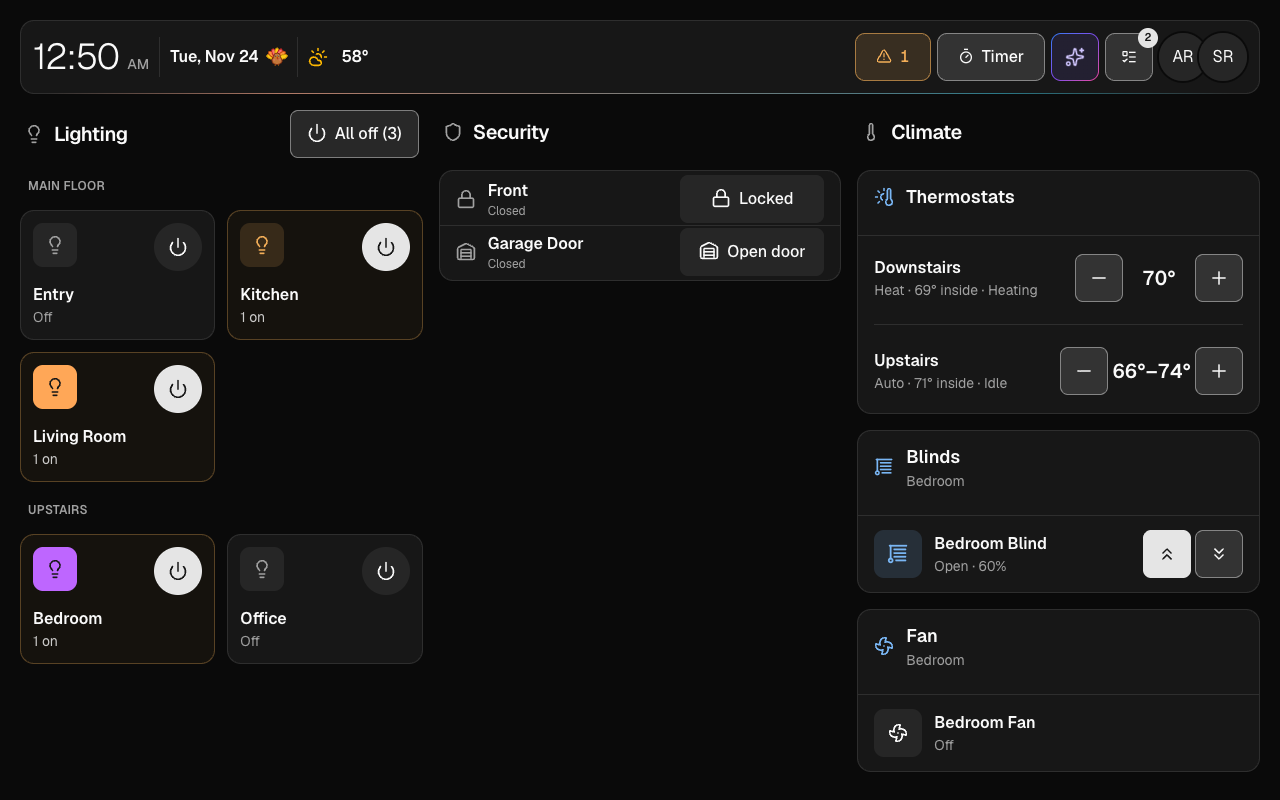 12:50 AM
Tue, Nov 24
58°
1
Timer
2
AR
SR
Lighting
All off (3)
MAIN FLOOR
Entry
Off
Kitchen
1 on
Living Room
1 on
UPSTAIRS
Bedroom
1 on
Office
Off
Security
Front
Closed
Locked
Garage Door
Closed
Open door
Climate
Thermostats
Downstairs
Heat · 69° inside · Heating
70°
Upstairs
Auto · 71° inside · Idle
66°–74°
Blinds
Bedroom
Bedroom Blind
Open · 60%
Fan
Bedroom
Bedroom Fan
Off